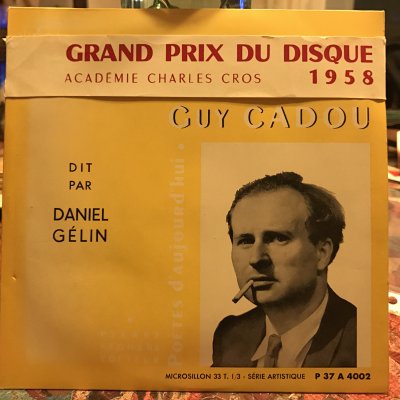 GRAND PRIX DU DISQUE
ACADÉMIE CHARLES CROS 1958
GUY CADOU
DIT
PAR
DANIEL
GÉLIN
Poètes d'aujourd'hui
MICROSILLON 33 T. 1/3 - SÉRIE ARTISTIQUE P 37 A 4002